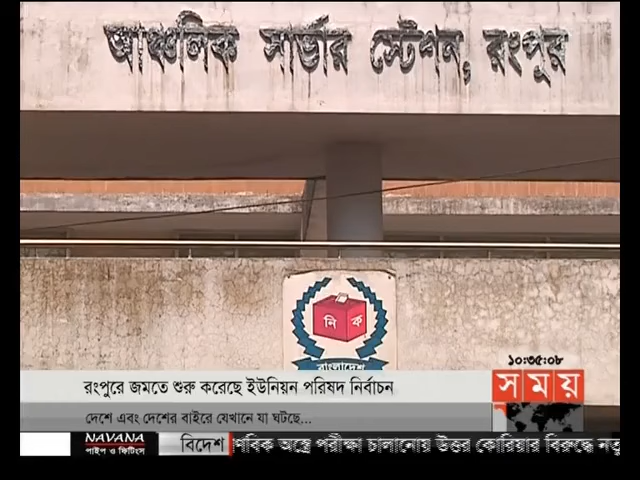 আঞ্চলিক সার্ভার স্টেশন, রংপুর
নি ক
বাংলাদেশ
১০:৩৫:০৮
রংপুরে জমতে শুরু করেছে ইউনিয়ন পরিষদ নির্বাচন
সময়
দেশে এবং দেশের বাইরে যেখানে যা ঘটছে...
NAVANA
পাইপ ও ফিটিংস
বিদেশ
অস্ত্রে পরীক্ষা চালানোয় উত্তর কোরিয়ার বিরুদ্ধে